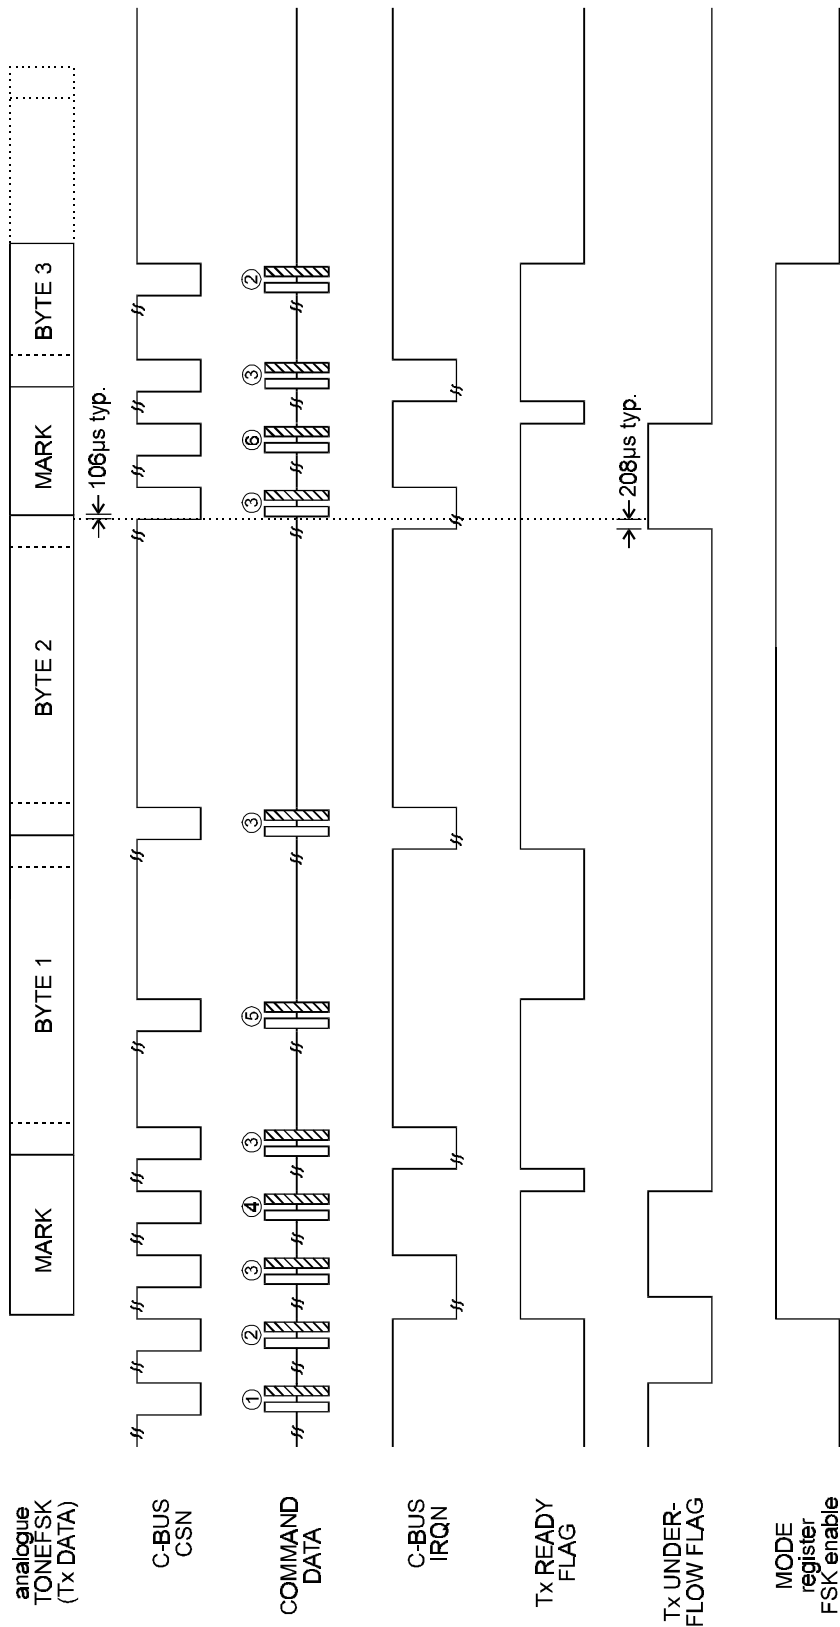 analogue
TONEFSK
(Tx DATA)
MARK
BYTE 1
BYTE 2
MARK
BYTE 3
106µs typ.
C-BUS
CSN
COMMAND
DATA
①
②
③
④
③
⑤
③
③
⑥
③
②
C-BUS
IRQN
Tx READY
FLAG
Tx UNDER-
FLOW FLAG
208µs typ.
MODE
register
FSK enable